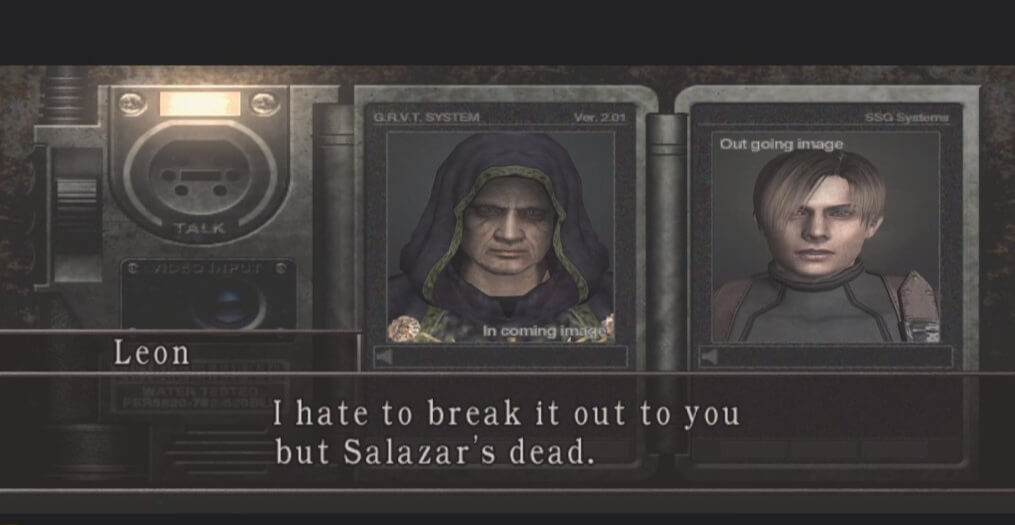 G.R.V.T. SYSTEM Ver. 2.01
SSG Systems
Out going image
TALK
VIDEO INPUT
In coming image
Leon
WATER TESTED
I hate to break it out to you
but Salazar's dead.